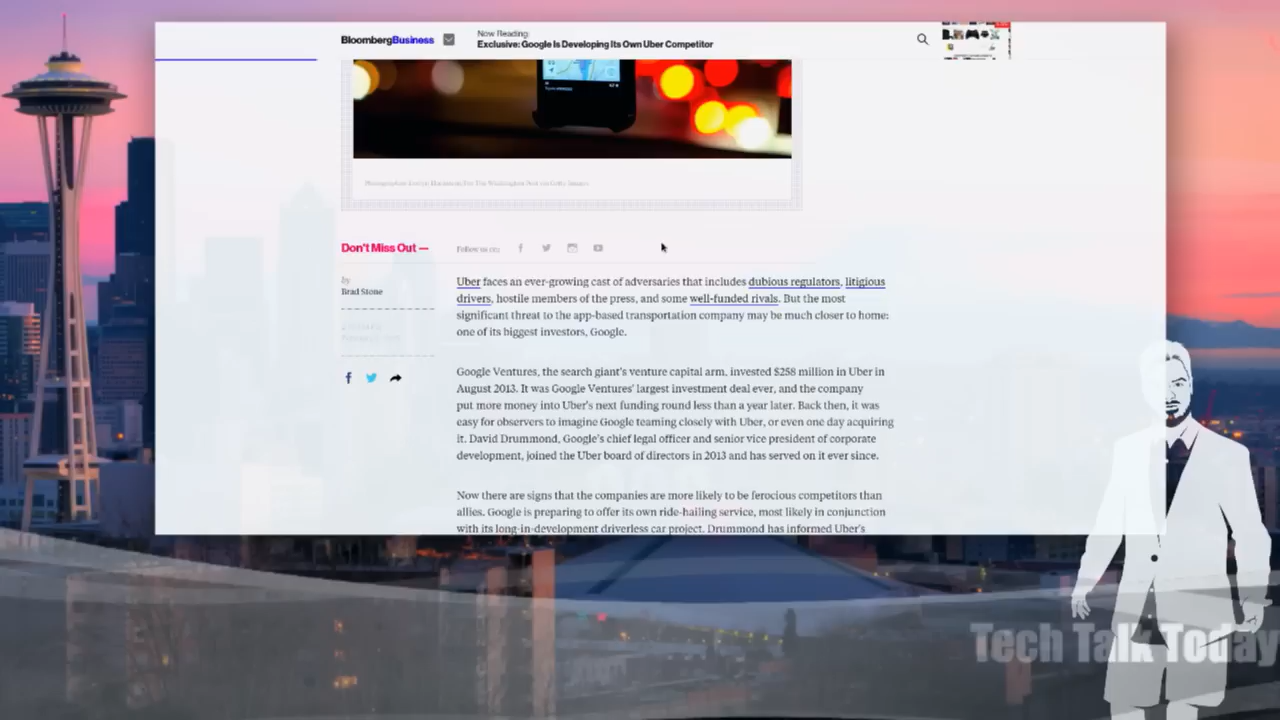 BloombergBusiness
Now Reading:
Exclusive: Google Is Developing Its Own Uber Competitor
Don't Miss Out —
Follow us on:
by
Brad Stone
Uber faces an ever-growing cast of adversaries that includes dubious regulators, litigious
drivers, hostile members of the press, and some well-funded rivals. But the most
significant threat to the app-based transportation company may be much closer to home:
one of its biggest investors, Google.
Google Ventures, the search giant's venture capital arm, invested $258 million in Uber in
August 2013. It was Google Ventures' largest investment deal ever, and the company
put more money into Uber's next funding round less than a year later. Back then, it was
easy for observers to imagine Google teaming closely with Uber, or even one day acquiring
it. David Drummond, Google's chief legal officer and senior vice president of corporate
development, joined the Uber board of directors in 2013 and has served on it ever since.
Now there are signs that the companies are more likely to be ferocious competitors than
allies. Google is preparing to offer its own ride-hailing service, most likely in conjunction
with its long-in-development driverless car project. Drummond has informed Uber's
Tech Talk Today